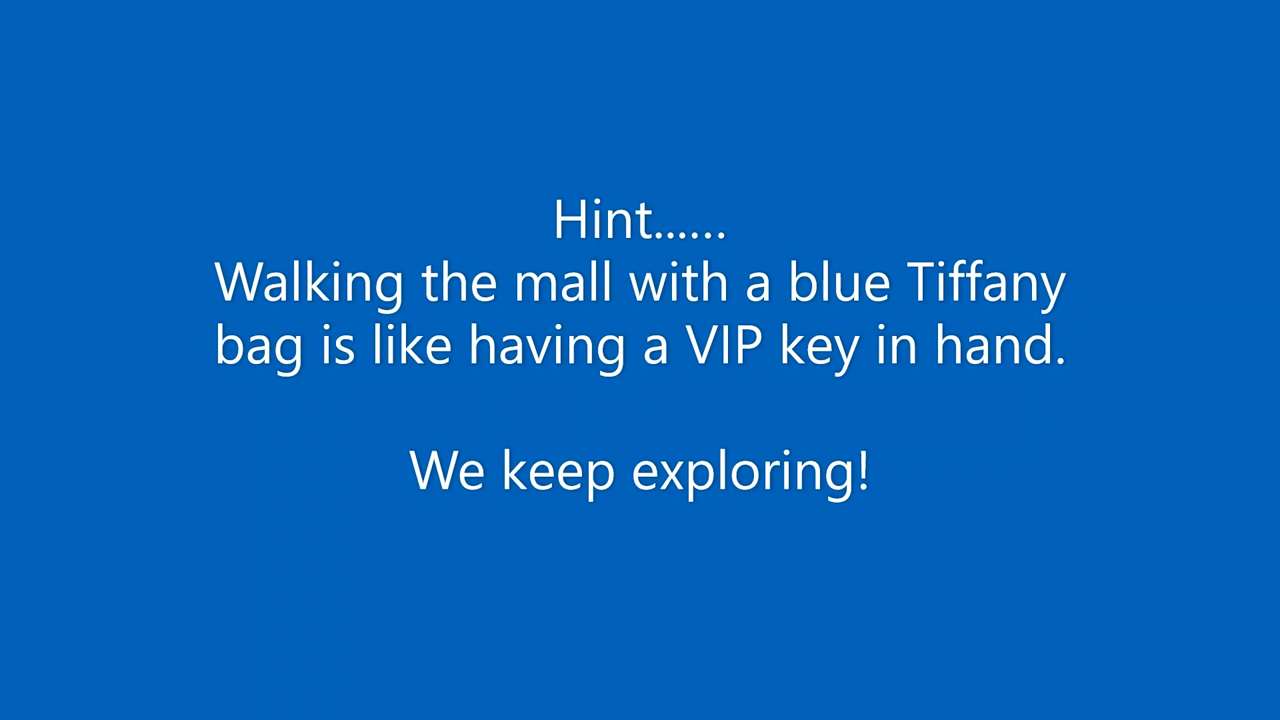 Hint......
Walking the mall with a blue Tiffany
bag is like having a VIP key in hand.
We keep exploring!